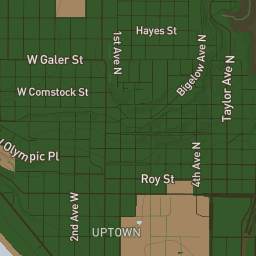 Hayes St
1st Ave N
W Galer St
Bigelow Ave N
Taylor Ave N
W Comstock St
Olympic Pl
4th Ave N
Roy St
2nd Ave W
UPTOWN